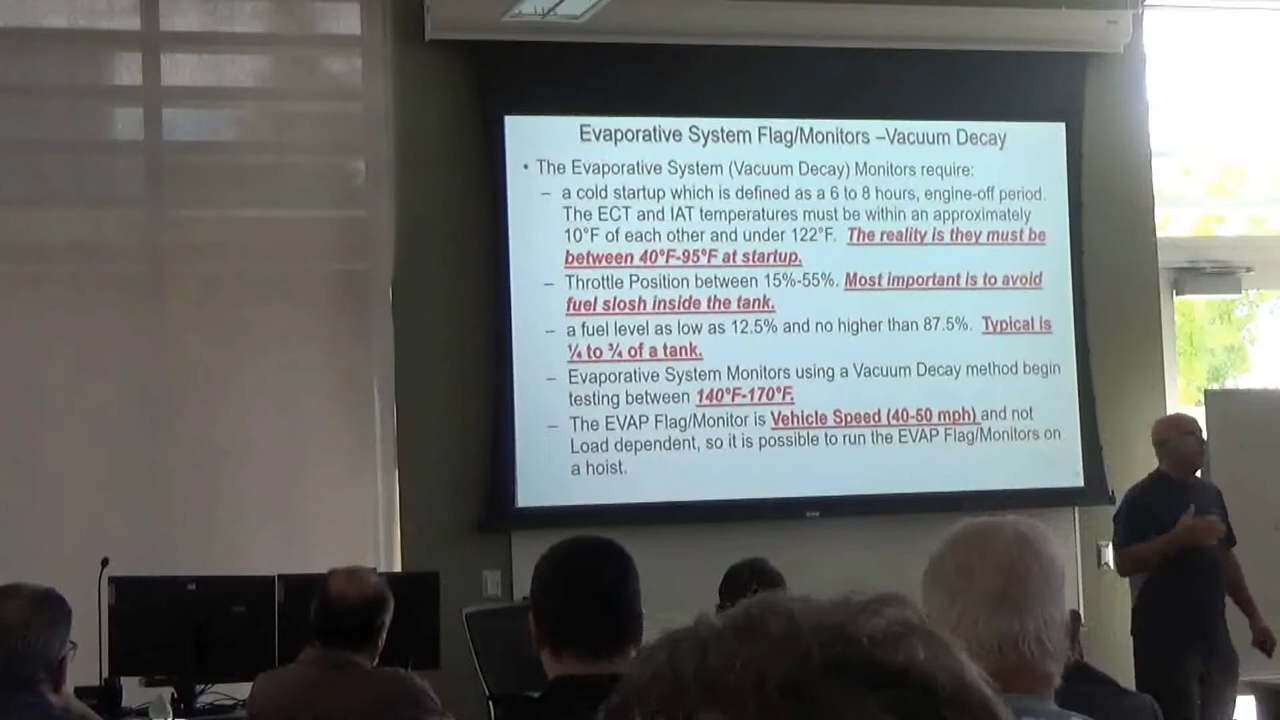 Evaporative System Flag/Monitors –Vacuum Decay
• The Evaporative System (Vacuum Decay) Monitors require:
– a cold startup which is defined as a 6 to 8 hours, engine-off period.
The ECT and IAT temperatures must be within an approximately
10°F of each other and under 122°F. The reality is they must be
between 40°F-95°F at startup.
– Throttle Position between 15%-55%. Most important is to avoid
fuel slosh inside the tank.
– a fuel level as low as 12.5% and no higher than 87.5%. Typical is
¼ to ¾ of a tank.
– Evaporative System Monitors using a Vacuum Decay method begin
testing between 140°F-170°F.
– The EVAP Flag/Monitor is Vehicle Speed (40-50 mph) and not
Load dependent, so it is possible to run the EVAP Flag/Monitors on
a hoist.